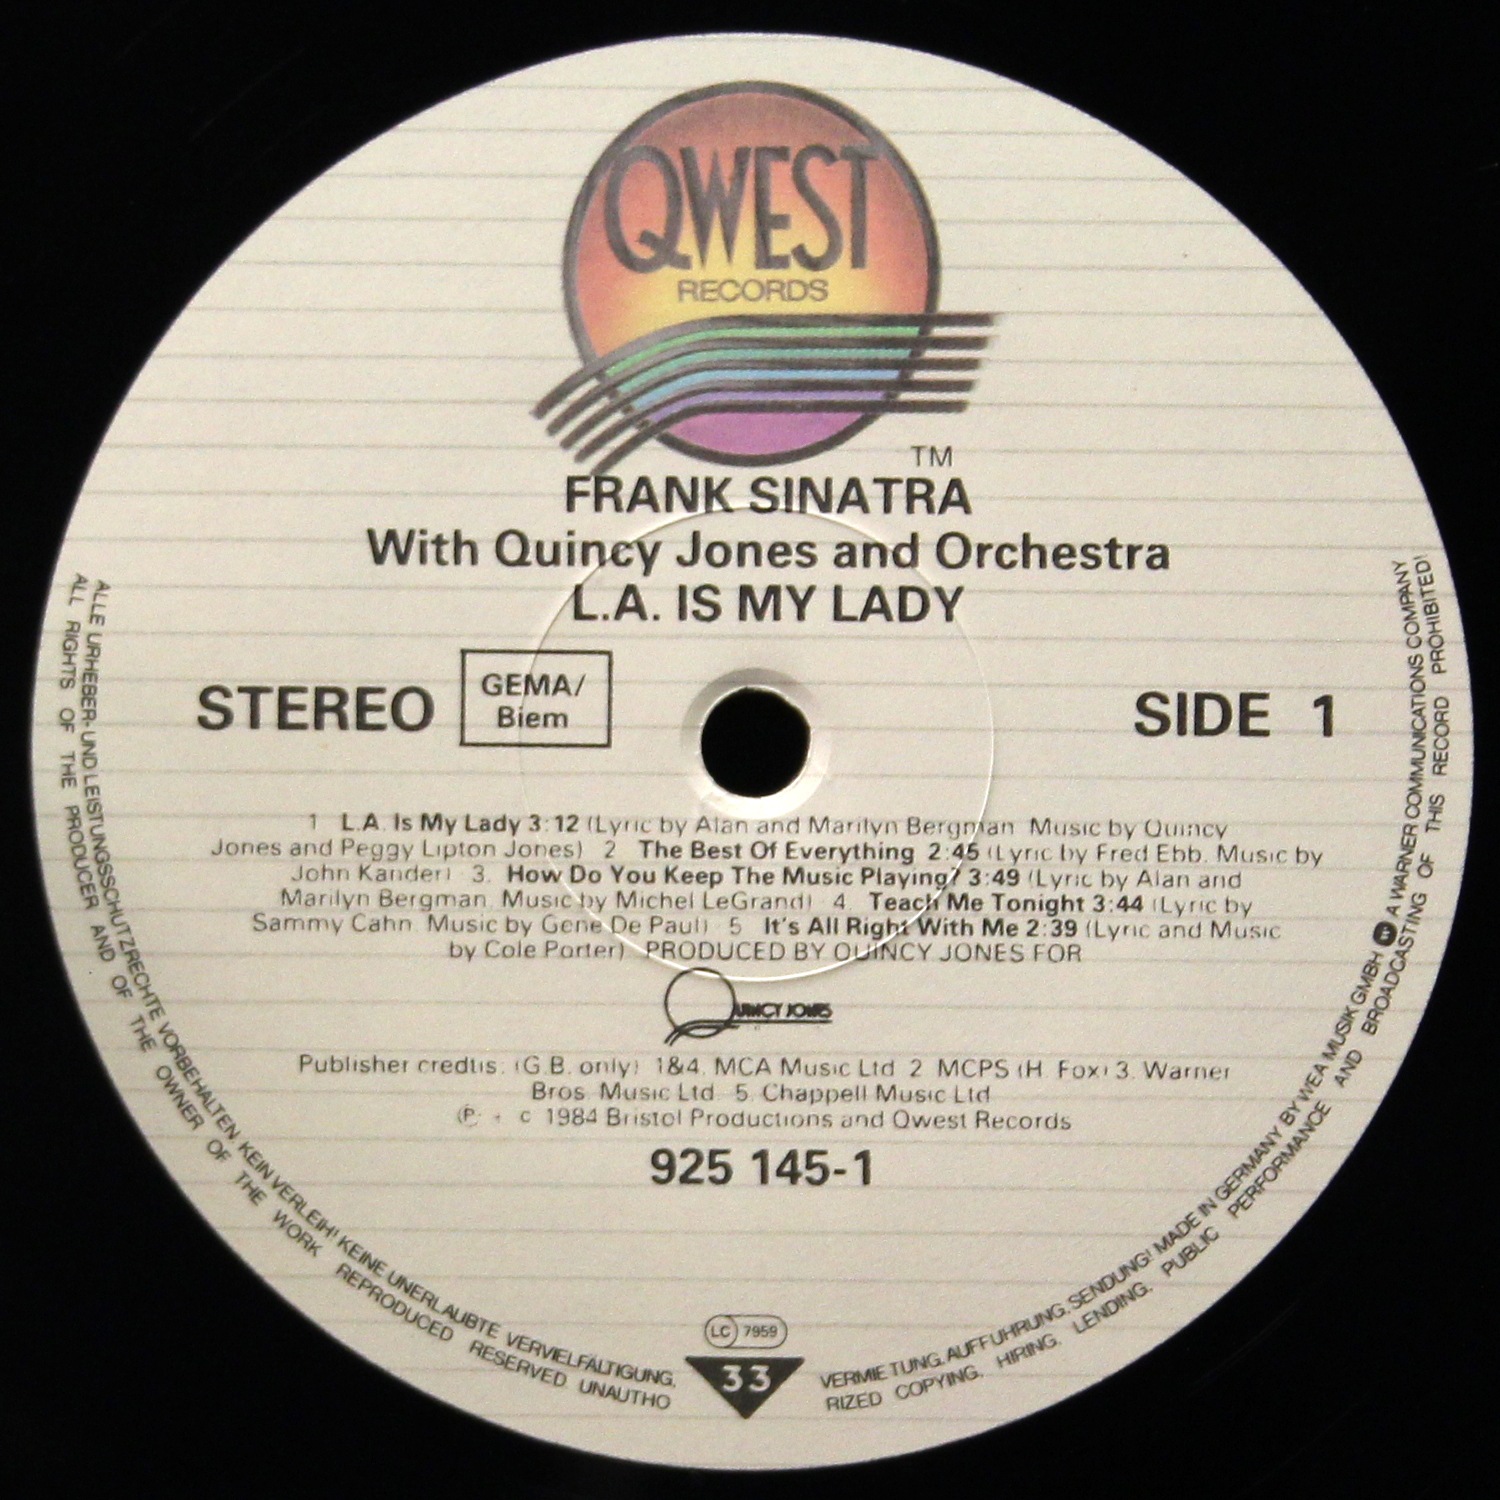 QWEST
RECORDS
TM
FRANK SINATRA
With Quincy Jones and Orchestra
L.A. IS MY LADY
STEREO
GEMA/
Biem
SIDE 1
1 L.A. Is My Lady 3:12 (Lyric by Alan and Marilyn Bergman Music by Quincy
Jones and Peggy Lipton Jones) 2 The Best Of Everything 2:45 (Lyric by Fred Ebb. Music by
John Kander) 3. How Do You Keep The Music Playing? 3:49 (Lyric by Alan and
Marilyn Bergman. Music by Michel LeGrand) 4 Teach Me Tonight 3:44 (Lyric by
Sammy Cahn. Music by Gene De Paul) 5 It's All Right With Me 2:39 (Lyric and Music
by Cole Porter) PRODUCED BY QUINCY JONES FOR
QUINCY JONES
Publisher credtis. (G.B. only) 1&4. MCA Music Ltd 2 MCPS (H. Fox) 3. Warner
Bros. Music Ltd 5. Chappell Music Ltd
℗ + c 1984 Bristol Productions and Qwest Records
925 145-1
LC 7959
33
ALLE URHEBER- UND LEISTUNGSSCHUTZRECHTE VORBEHALTEN. KEIN VERLEIH! KEINE UNERLAUBTE VERVIELFÄLTIGUNG, VERMIETUNG, AUFFÜHRUNG, SENDUNG! MADE IN GERMANY BY WEA MUSIK GMBH A WARNER COMMUNICATIONS COMPANY
ALL RIGHTS OF THE PRODUCER AND OF THE OWNER OF THE WORK REPRODUCED RESERVED UNAUTHORIZED COPYING, HIRING, LENDING, PUBLIC PERFORMANCE AND BROADCASTING OF THIS RECORD PROHIBITED!